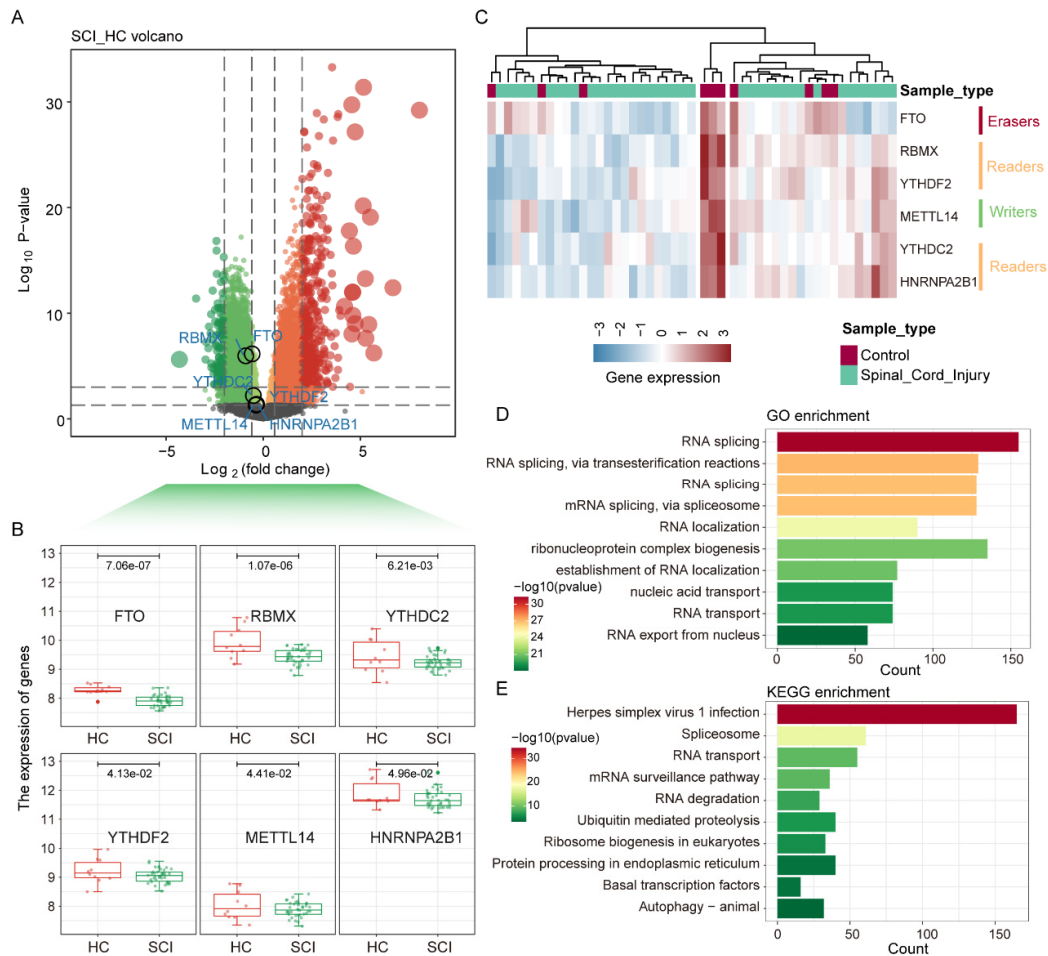 A
SCI_HC volcano
Log10 P-value
30
20
10
0
RBMX
FTO
YTHDC2
YTHDF2
METTL14
HNRNPA2B1
−5
0
5
Log2 (fold change)
B
The expression of genes
13
12
11
10
9
8
7.06e-07
FTO
HC
SCI
1.07e-06
RBMX
HC
SCI
6.21e-03
YTHDC2
HC
SCI
13
12
11
10
9
8
4.13e-02
YTHDF2
HC
SCI
4.41e-02
METTL14
HC
SCI
4.96e-02
HNRNPA2B1
HC
SCI
C
Sample_type
FTO
RBMX
YTHDF2
METTL14
YTHDC2
HNRNPA2B1
Erasers
Readers
Writers
Readers
−3
−2
−1
0
1
2
3
Gene expression
Sample_type
Control
Spinal_Cord_Injury
D
GO enrichment
RNA splicing
RNA splicing, via transesterification reactions
RNA splicing
mRNA splicing, via spliceosome
RNA localization
ribonucleoprotein complex biogenesis
establishment of RNA localization
nucleic acid transport
RNA transport
RNA export from nucleus
−log10(pvalue)
30
27
24
21
18
0
50
100
150
Count
E
KEGG enrichment
Herpes simplex virus 1 infection
Spliceosome
RNA transport
mRNA surveillance pathway
RNA degradation
Ubiquitin mediated proteolysis
Ribosome biogenesis in eukaryotes
Protein processing in endoplasmic reticulum
Basal transcription factors
Autophagy − animal
−log10(pvalue)
30
20
10
0
50
100
150
Count